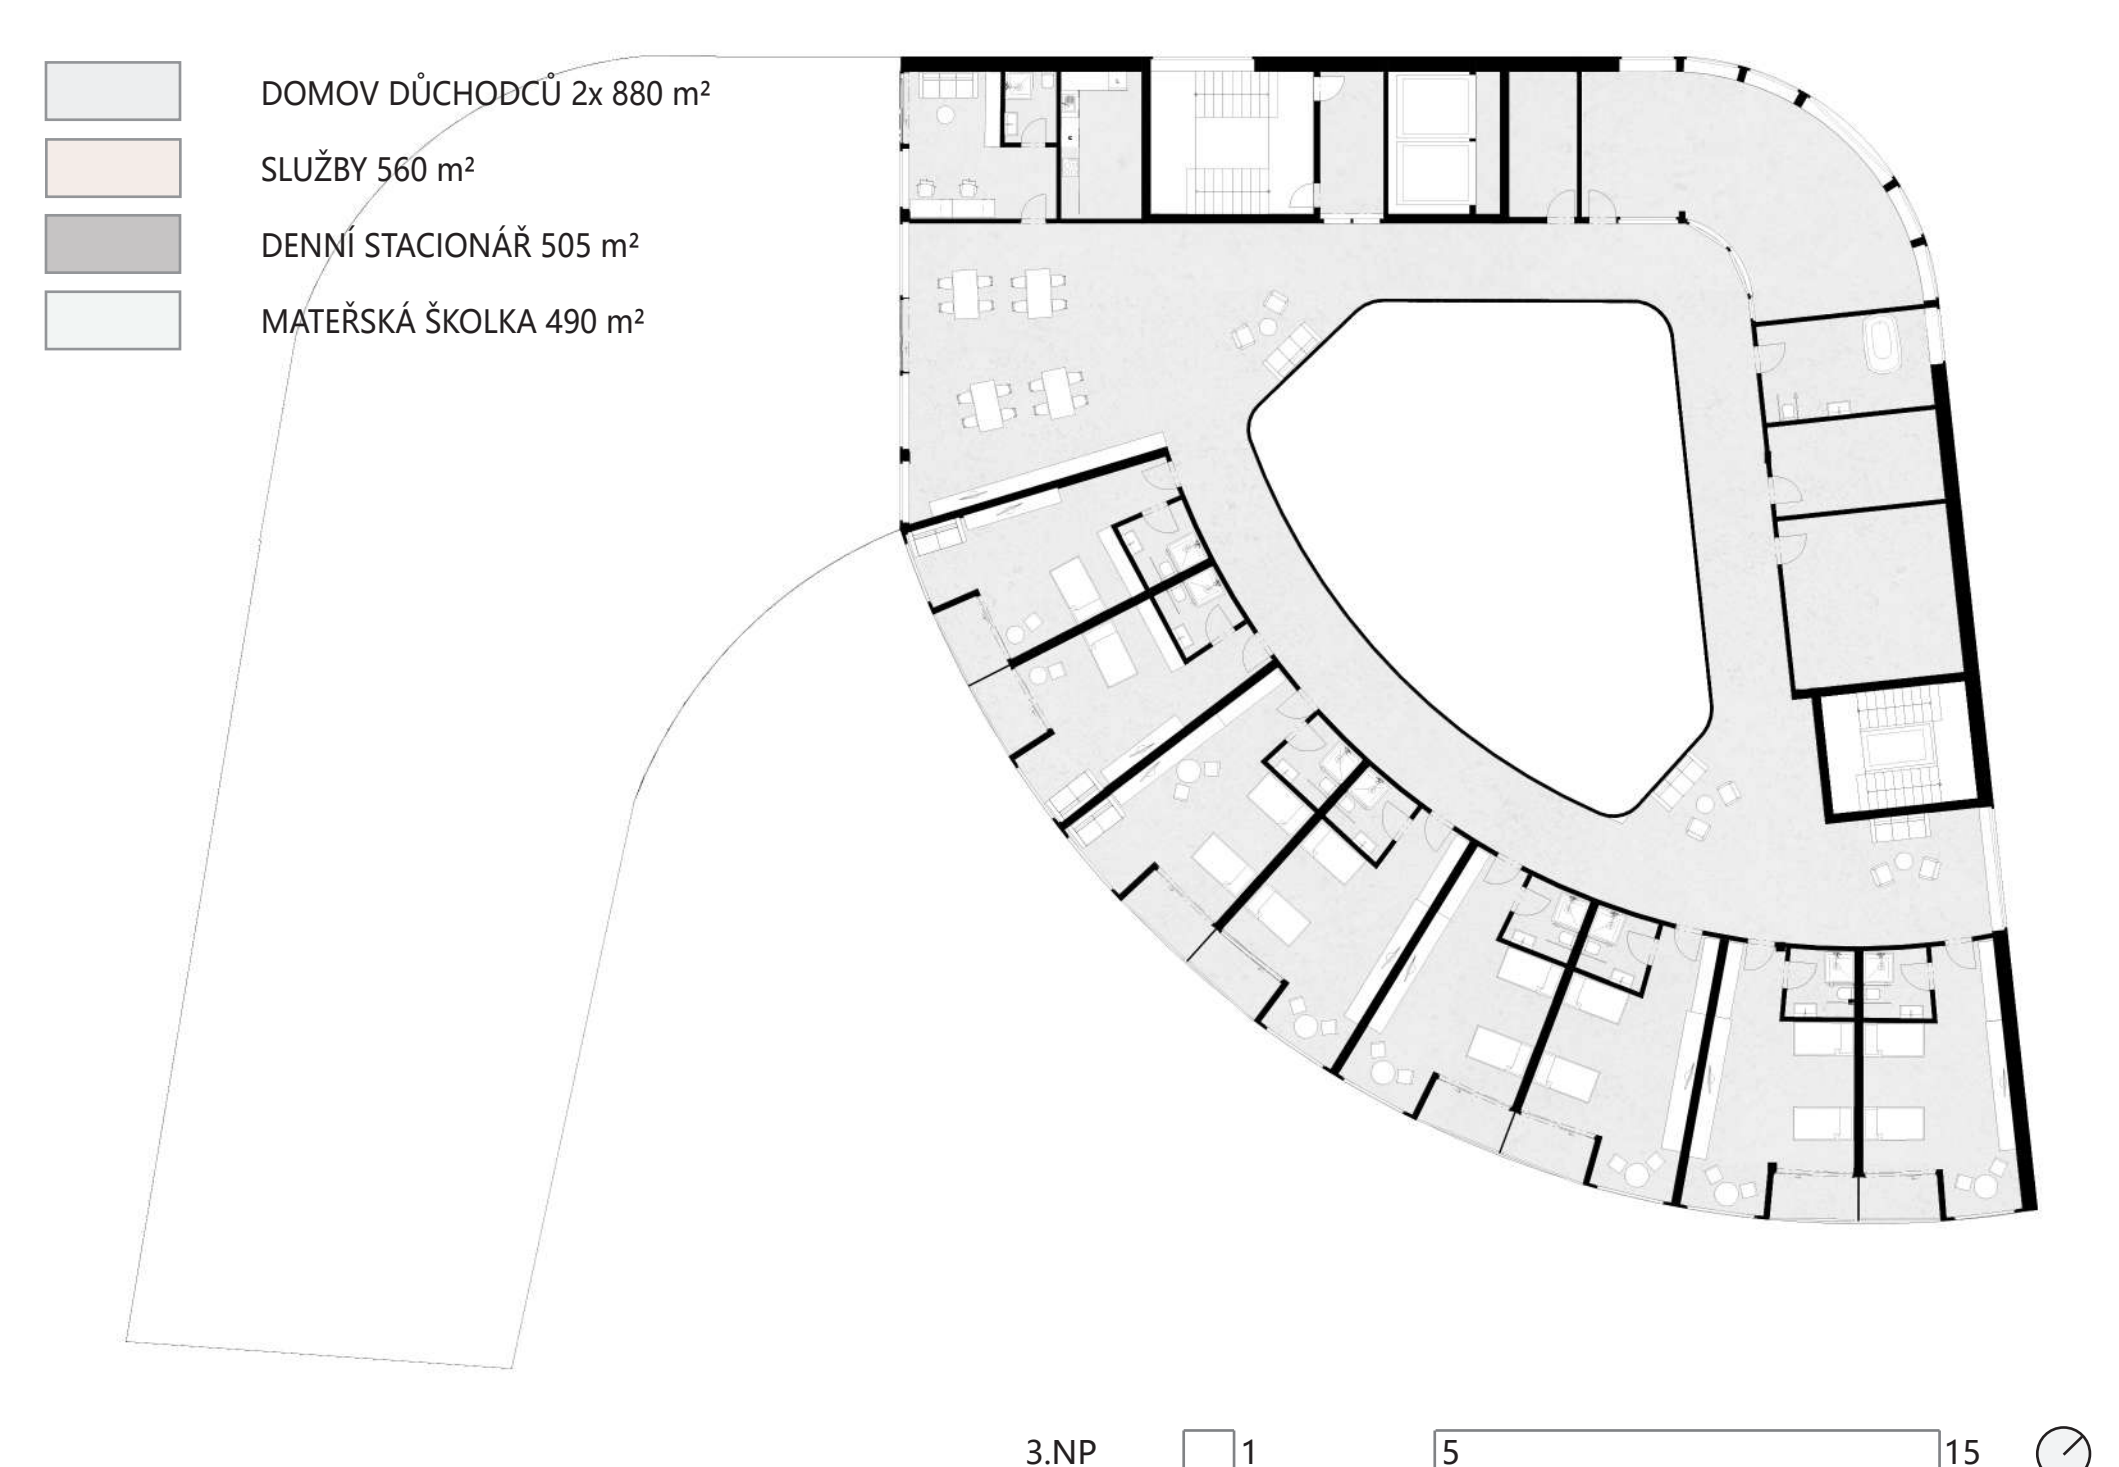 DOMOV DŮCHODCŮ 2x 880 m²
SLUŽBY 560 m²
DENNÍ STACIONÁŘ 505 m²
MATEŘSKÁ ŠKOLKA 490 m²
3.NP 1 5 15